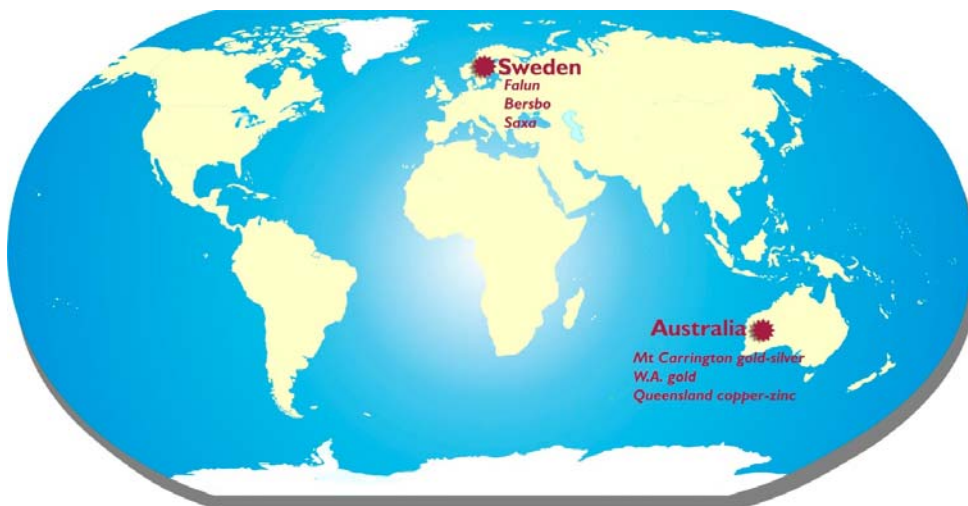 Sweden
Falun
Bersbo
Saxa
Australia
Mt Carrington gold-silver
W.A. gold
Queensland copper-zinc